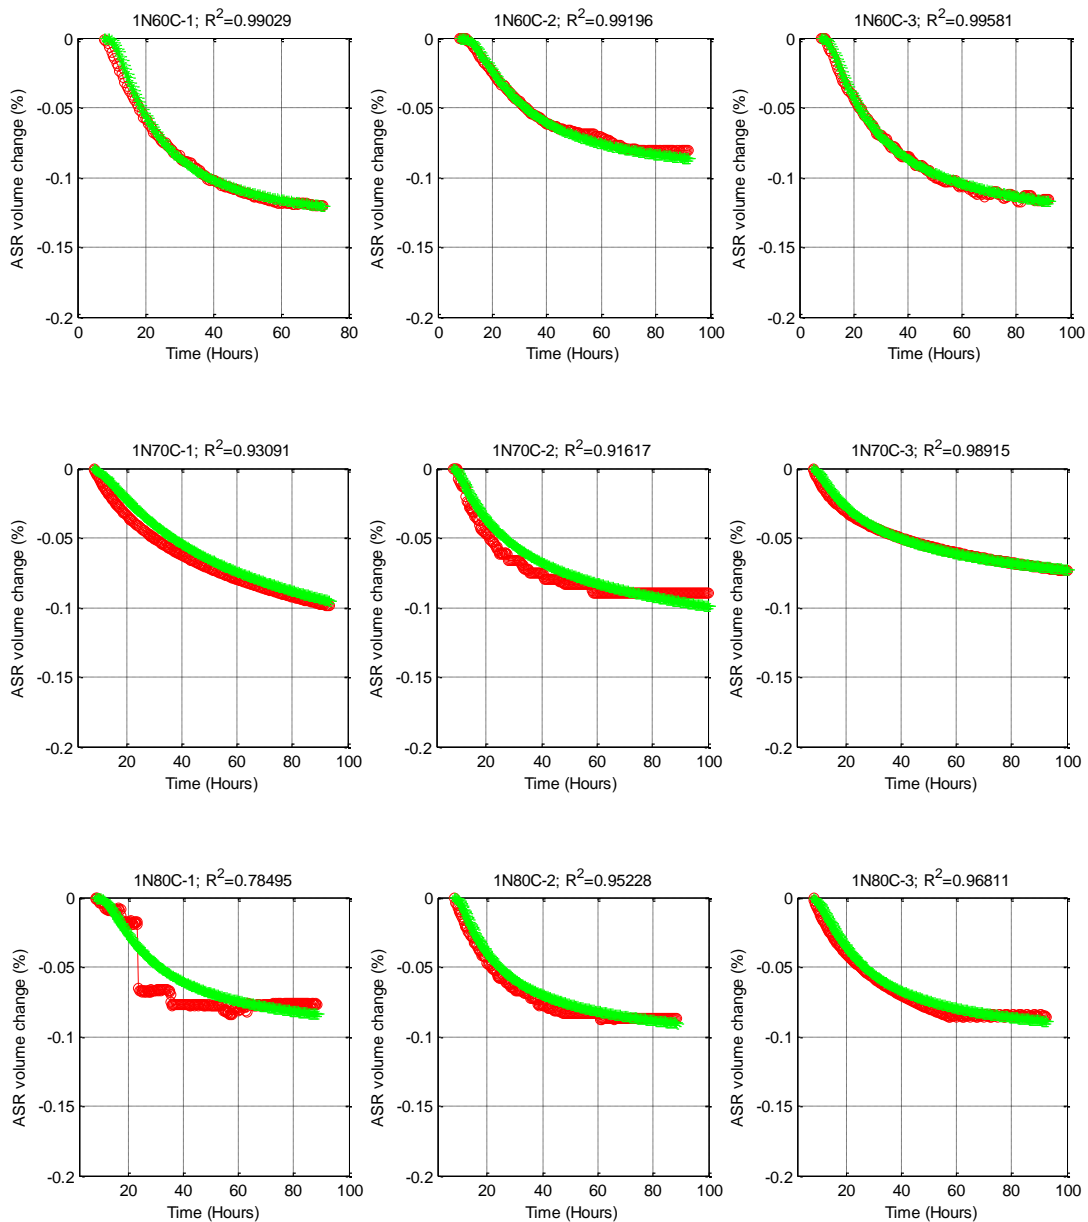 1N60C-1; R²=0.99029
1N60C-2; R²=0.99196
1N60C-3; R²=0.99581
0
-0.05
-0.1
-0.15
-0.2
ASR volume change (%)
0 20 40 60 80
Time (Hours)
0
-0.05
-0.1
-0.15
-0.2
ASR volume change (%)
0 20 40 60 80 100
Time (Hours)
0
-0.05
-0.1
-0.15
-0.2
ASR volume change (%)
0 20 40 60 80 100
Time (Hours)
1N70C-1; R²=0.93091
1N70C-2; R²=0.91617
1N70C-3; R²=0.98915
0
-0.05
-0.1
-0.15
-0.2
ASR volume change (%)
20 40 60 80 100
Time (Hours)
0
-0.05
-0.1
-0.15
-0.2
ASR volume change (%)
20 40 60 80 100
Time (Hours)
0
-0.05
-0.1
-0.15
-0.2
ASR volume change (%)
20 40 60 80 100
Time (Hours)
1N80C-1; R²=0.78495
1N80C-2; R²=0.95228
1N80C-3; R²=0.96811
0
-0.05
-0.1
-0.15
-0.2
ASR volume change (%)
20 40 60 80 100
Time (Hours)
0
-0.05
-0.1
-0.15
-0.2
ASR volume change (%)
20 40 60 80 100
Time (Hours)
0
-0.05
-0.1
-0.15
-0.2
ASR volume change (%)
20 40 60 80 100
Time (Hours)